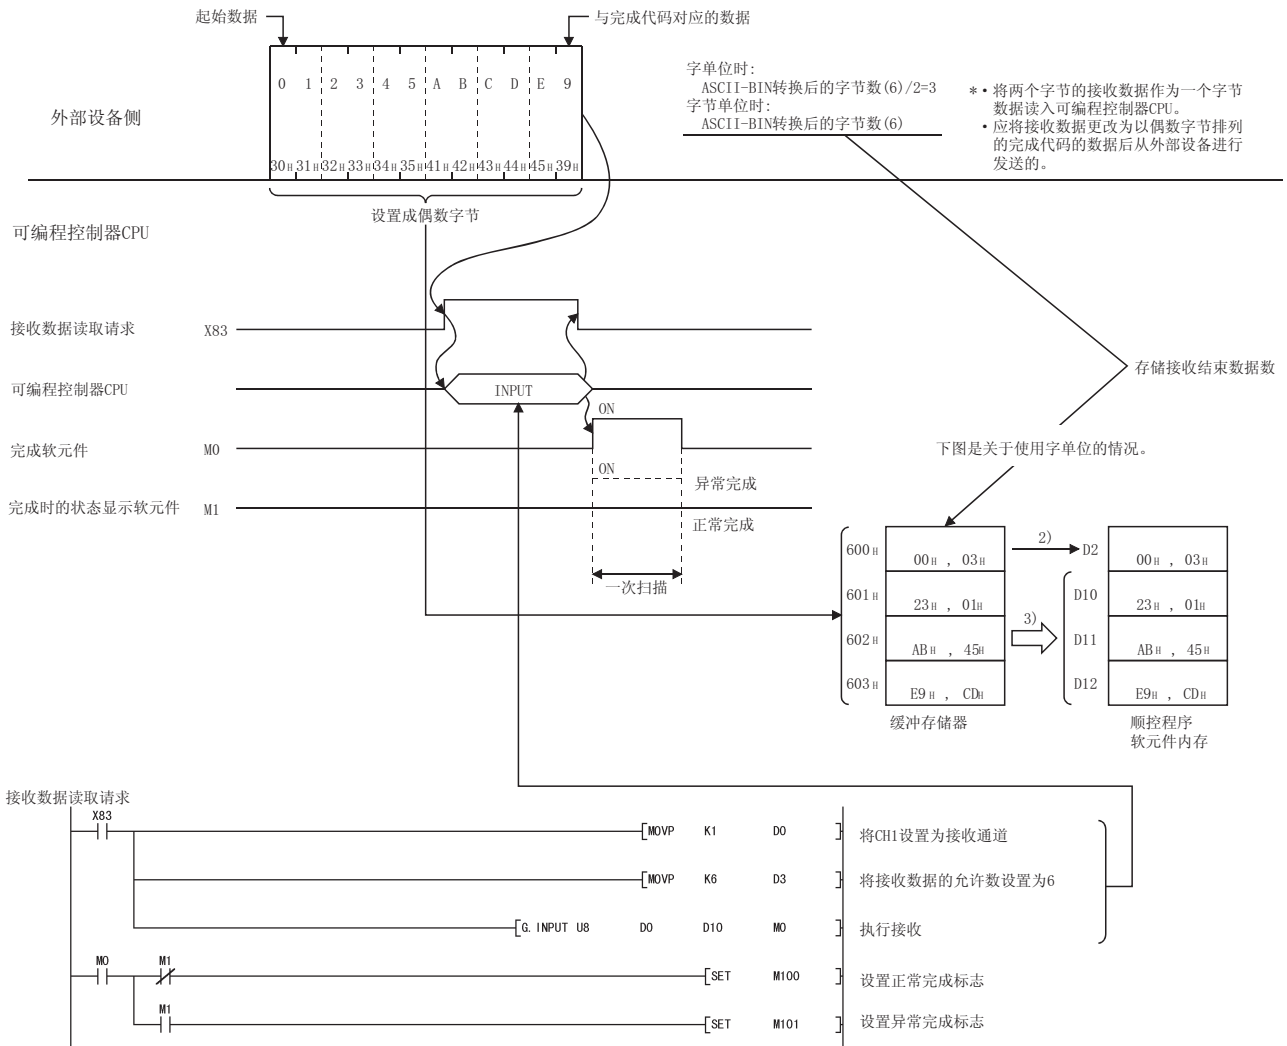 起始数据
与完成代码对应的数据
0 1 2 3 4 5 A B C D E 9
外部设备侧
30H 31H 32H 33H 34H 35H 41H 42H 43H 44H 45H 39H
字单位时:
ASCII-BIN转换后的字节数(6)/2=3
字节单位时:
ASCII-BIN转换后的字节数(6)
*・将两个字节的接收数据作为一个字节
数据读入可编程控制器CPU。
・应将接收数据更改为以偶数字节排列
的完成代码的数据后从外部设备进行
发送的。
设置成偶数字节
可编程控制器CPU
接收数据读取请求 X83
可编程控制器CPU
INPUT
存储接收结束数据数
ON
完成软元件 M0
下图是关于使用字单位的情况。
ON
异常完成
完成时的状态显示软元件 M1
正常完成
一次扫描
600H 00H , 03H 2) D2 00H , 03H
601H 23H , 01H D10 23H , 01H
3)
602H ABH , 45H D11 ABH , 45H
603H E9H , CDH D12 E9H , CDH
缓冲存储器
顺控程序
软元件内存
接收数据读取请求
X83
MOVP K1 D0 将CH1设置为接收通道
MOVP K6 D3 将接收数据的允许数设置为6
G.INPUT U8 D0 D10 M0 执行接收
M0 M1
SET M100 设置正常完成标志
M1
SET M101 设置异常完成标志